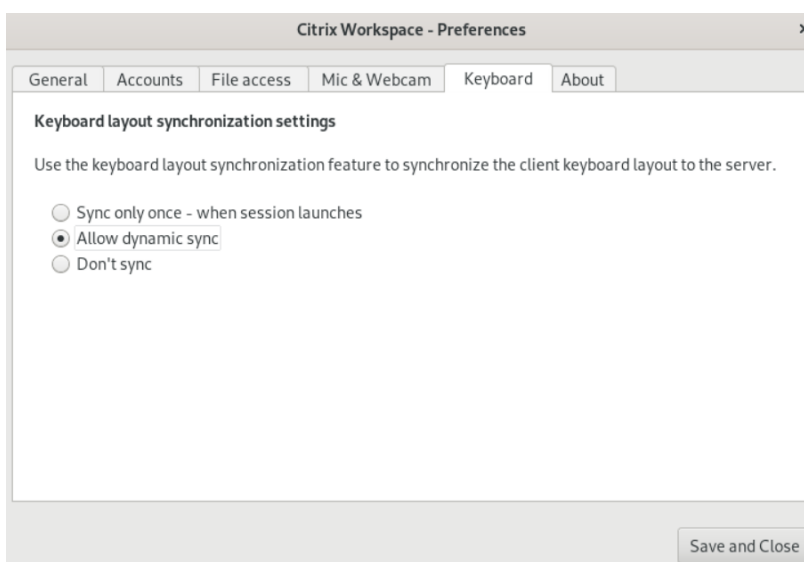 Citrix Workspace - Preferences
General Accounts File access Mic & Webcam Keyboard About
Keyboard layout synchronization settings
Use the keyboard layout synchronization feature to synchronize the client keyboard layout to the server.
Sync only once - when session launches
Allow dynamic sync
Don't sync
Save and Close